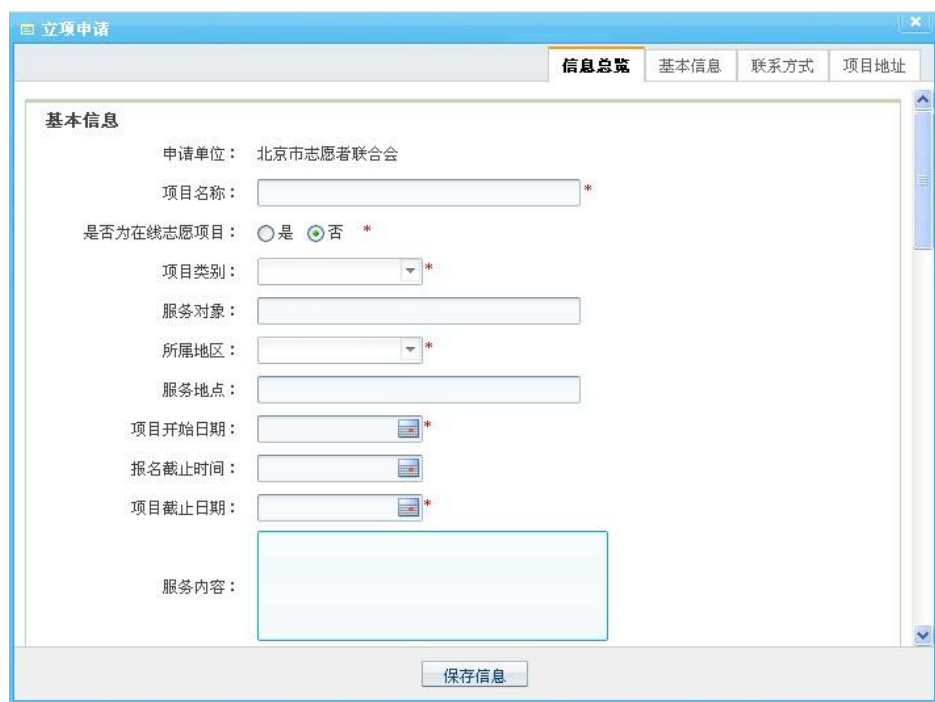 立项申请
信息总览 基本信息 联系方式 项目地址
基本信息
申请单位： 北京市志愿者联合会
项目名称： *
是否为在线志愿项目： 是 否 *
项目类别： *
服务对象：
所属地区： *
服务地点：
项目开始日期： *
报名截止时间：
项目截止日期： *
服务内容：
保存信息